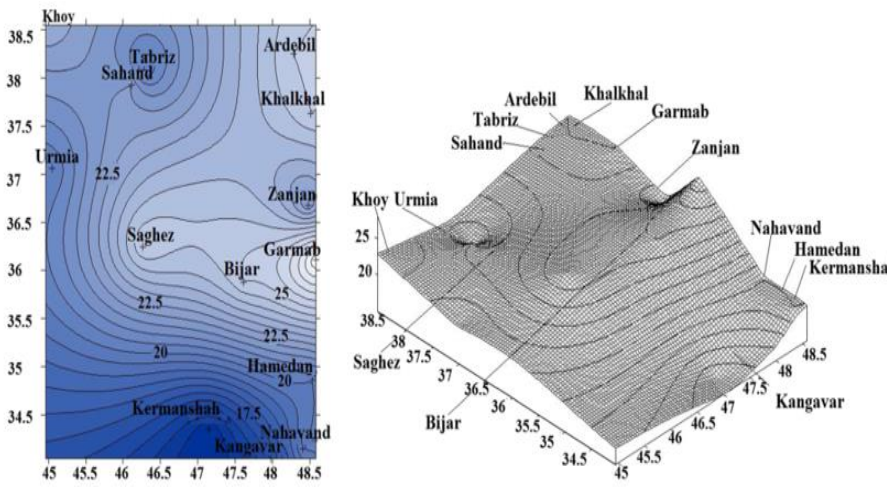 Khoy
38.5
Ardebil
Tabriz
Sahand
38
Khalkhal
37.5
Urmia
22.5
37
Zanjan
36.5
Saghez
Garmab
36
Bijar
25
22.5
35.5
22.5
20
35
Hamedan
20
34.5
Kermanshah
17.5
Nahavand
Kangavar
45 45.5 46 46.5 47 47.5 48 48.5
Ardebil
Khalkhal
Tabriz
Garmab
Sahand
Zanjan
Khoy Urmia
25
20
Nahavand
Hamedan
Kermansha
38.5
38
37.5
37
36.5
36
35.5
35
34.5
Saghez
Bijar
45
45.5
46
46.5
47
47.5
48
48.5
Kangavar